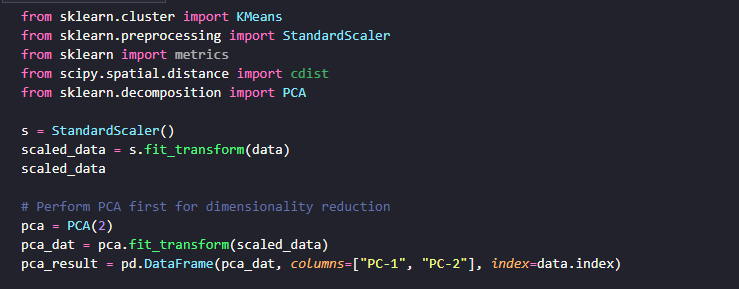 from sklearn.cluster import KMeans
from sklearn.preprocessing import StandardScaler
from sklearn import metrics
from scipy.spatial.distance import cdist
from sklearn.decomposition import PCA
s = StandardScaler()
scaled_data = s.fit_transform(data)
scaled_data
# Perform PCA first for dimensionality reduction
pca = PCA(2)
pca_dat = pca.fit_transform(scaled_data)
pca_result = pd.DataFrame(pca_dat, columns=["PC-1", "PC-2"], index=data.index)